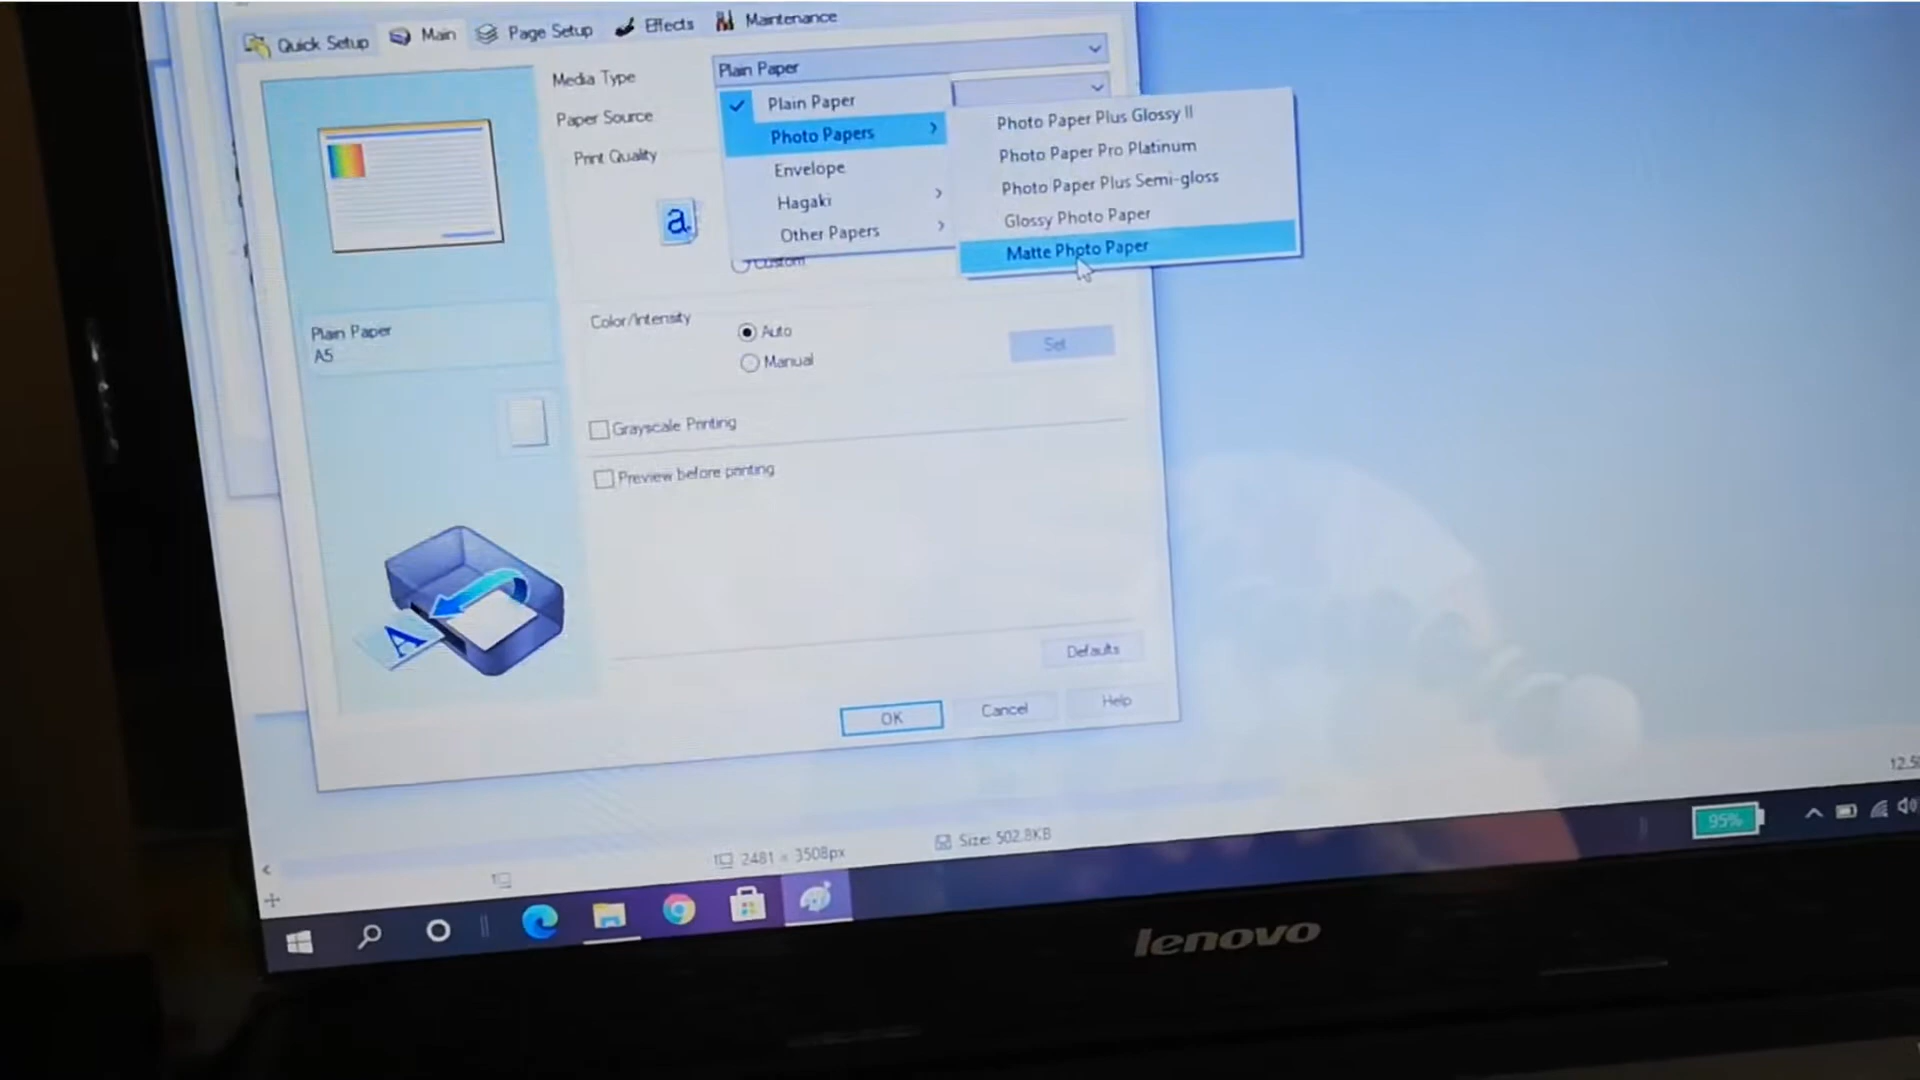 Quick Setup Main Page Setup Effects Maintenance
Media Type Plain Paper
Plain Paper
Paper Source
Photo Papers
Photo Paper Plus Glossy II
Print Quality
Photo Paper Pro Platinum
Envelope
Photo Paper Plus Semi-gloss
Hagaki
Glossy Photo Paper
a
Other Papers
Matte Photo Paper
Custom
Color/Intensity Auto
Set
Manual
Plain Paper
A5
Grayscale Printing
Preview before printing
A
Defaults
OK Cancel Help
2481 × 3508px Size: 502.8KB
95%
lenovo